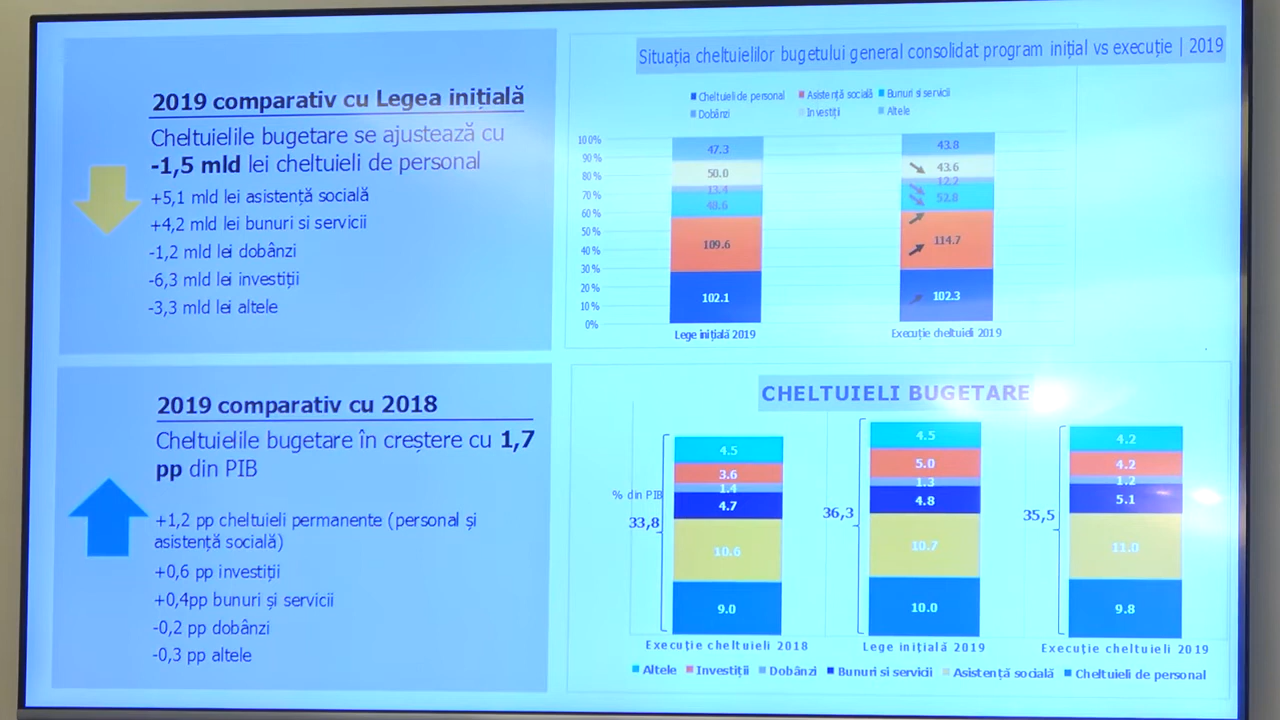 2019 comparativ cu Legea inițială
Cheltuielile bugetare se ajustează cu
-1,5 mld lei cheltuieli de personal
+5,1 mld lei asistență socială
+4,2 mld lei bunuri si servicii
-1,2 mld lei dobânzi
-6,3 mld lei investiții
-3,3 mld lei altele
Situația cheltuielilor bugetului general consolidat program inițial vs execuție | 2019
Cheltuieli de personal Asistență socială Bunuri si servicii
Dobânzi Investiții Altele
100%
90%
80%
70%
60%
50%
40%
30%
20%
10%
0%
47.3
50.0
13.4
48.6
109.6
102.1
43.8
43.6
12.2
52.8
114.7
102.3
Lege inițială 2019 Execuție cheltuieli 2019
2019 comparativ cu 2018
Cheltuielile bugetare în creștere cu 1,7
pp din PIB
+1,2 pp cheltuieli permanente (personal și
asistență socială)
+0,6 pp investiții
+0,4pp bunuri și servicii
-0,2 pp dobânzi
-0,3 pp altele
CHELTUIELI BUGETARE
% din PIB
33,8
4.5
3.6
1.4
4.7
10.6
9.0
36,3
4.5
5.0
1.3
4.8
10.7
10.0
35,5
4.2
4.2
1.2
5.1
11.0
9.8
Execuție cheltuieli 2018 Lege inițială 2019 Execuție cheltuieli 2019
Altele Investiții Dobânzi Bunuri si servicii Asistență socială Cheltuieli de personal